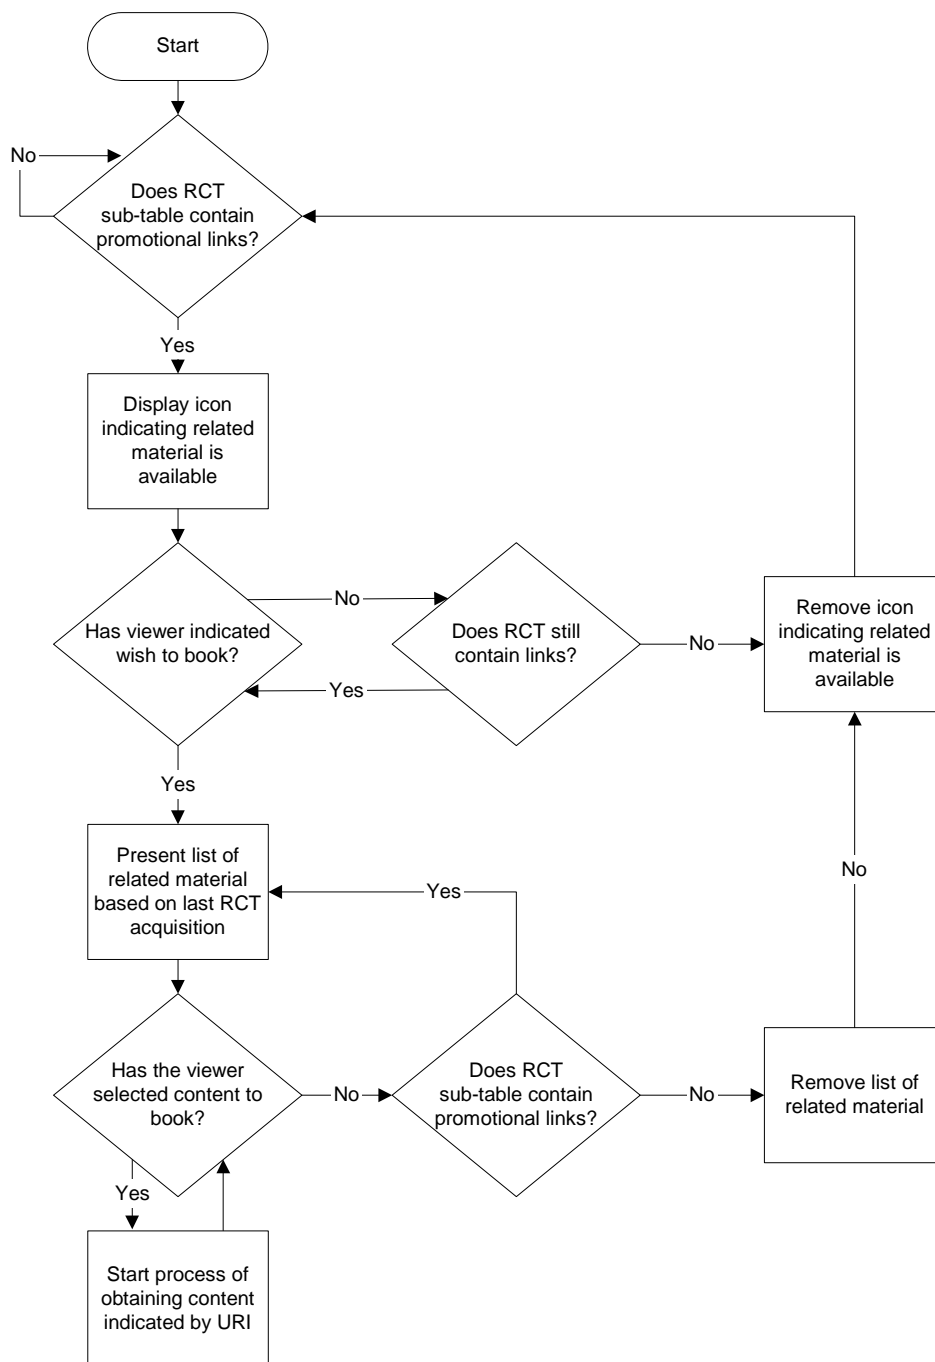 Start
No
Does RCT
sub-table contain
promotional links?
Yes
Display icon
indicating related
material is
available
Has viewer indicated
wish to book?
No
Yes
Does RCT still
contain links?
No
Remove icon
indicating related
material is
available
Yes
Present list of
related material
based on last RCT
acquisition
Yes
No
Has the viewer
selected content to
book?
No
Does RCT
sub-table contain
promotional links?
No
Remove list of
related material
Yes
Start process of
obtaining content
indicated by URI